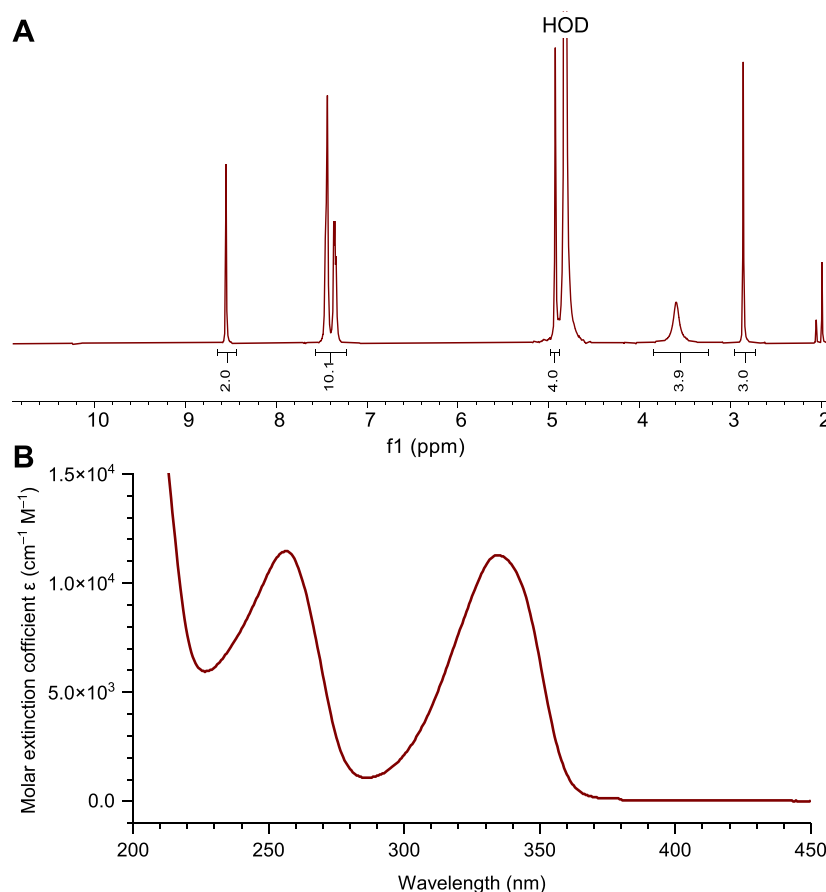 A
HOD
2.0
10.1
4.0
3.9
3.0
10 9 8 7 6 5 4 3 2
f1 (ppm)
B
Molar extinction cofficient ε (cm⁻¹ M⁻¹)
1.5×10⁴
1.0×10⁴
5.0×10³
0.0
200 250 300 350 400 450
Wavelength (nm)